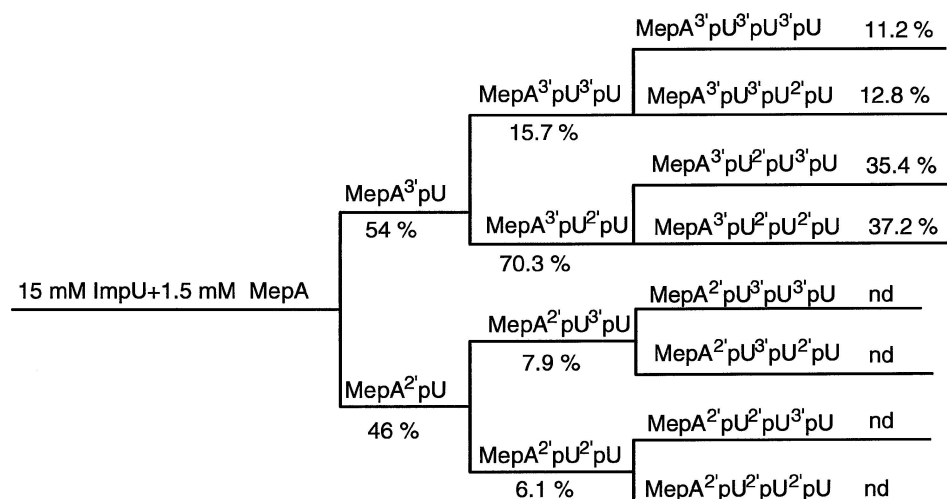 MepA3'pU3'pU3'pU 11.2 %
MepA3'pU3'pU
MepA3'pU3'pU2'pU 12.8 %
15.7 %
MepA3'pU2'pU3'pU 35.4 %
MepA3'pU
54 %
MepA3'pU2'pU
MepA3'pU2'pU2'pU 37.2 %
70.3 %
15 mM ImpU+1.5 mM MepA
MepA2'pU3'pU3'pU nd
MepA2'pU3'pU
MepA2'pU3'pU2'pU nd
7.9 %
MepA2'pU
46 %
MepA2'pU2'pU3'pU nd
MepA2'pU2'pU
6.1 %
MepA2'pU2'pU2'pU nd